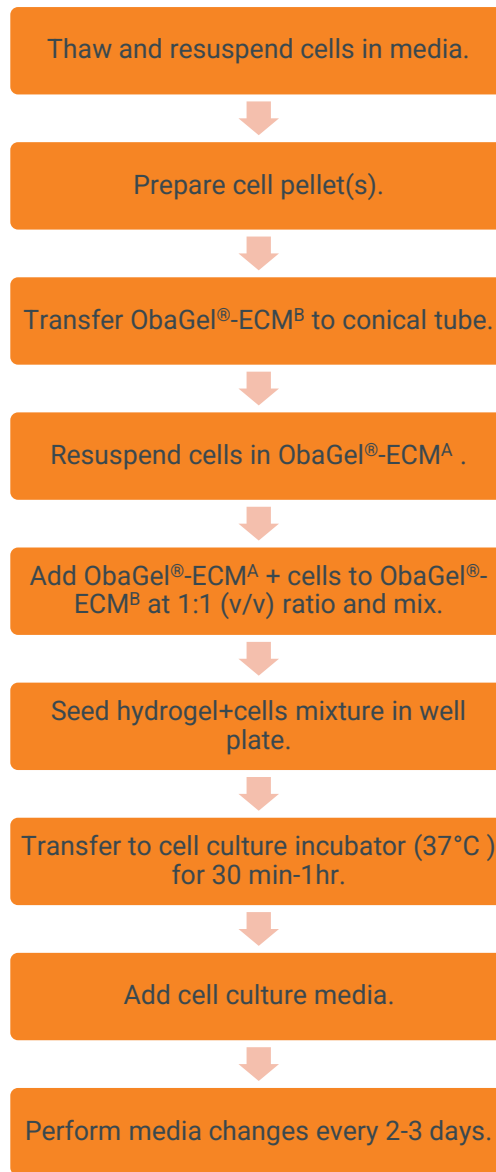 Thaw and resuspend cells in media.
Prepare cell pellet(s).
Transfer ObaGel®-ECMᴮ to conical tube.
Resuspend cells in ObaGel®-ECMᴬ .
Add ObaGel®-ECMᴬ + cells to ObaGel®-
ECMᴮ at 1:1 (v/v) ratio and mix.
Seed hydrogel+cells mixture in well
plate.
Transfer to cell culture incubator (37°C )
for 30 min-1hr.
Add cell culture media.
Perform media changes every 2-3 days.